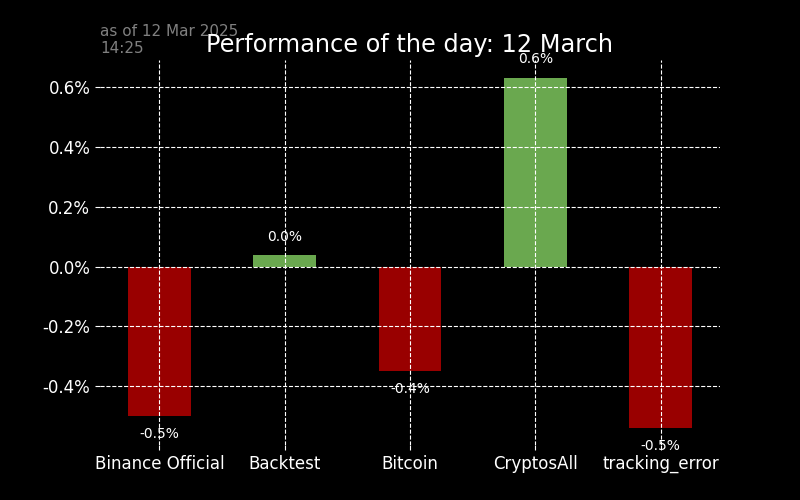 as of 12 Mar 2025
14:25
Performance of the day: 12 March
0.6%
0.6%
0.4%
0.2%
0.0%
0.0%
-0.2%
-0.4%
-0.4%
-0.5%
-0.5%
Binance Official
Backtest
Bitcoin
CryptosAll
tracking_error